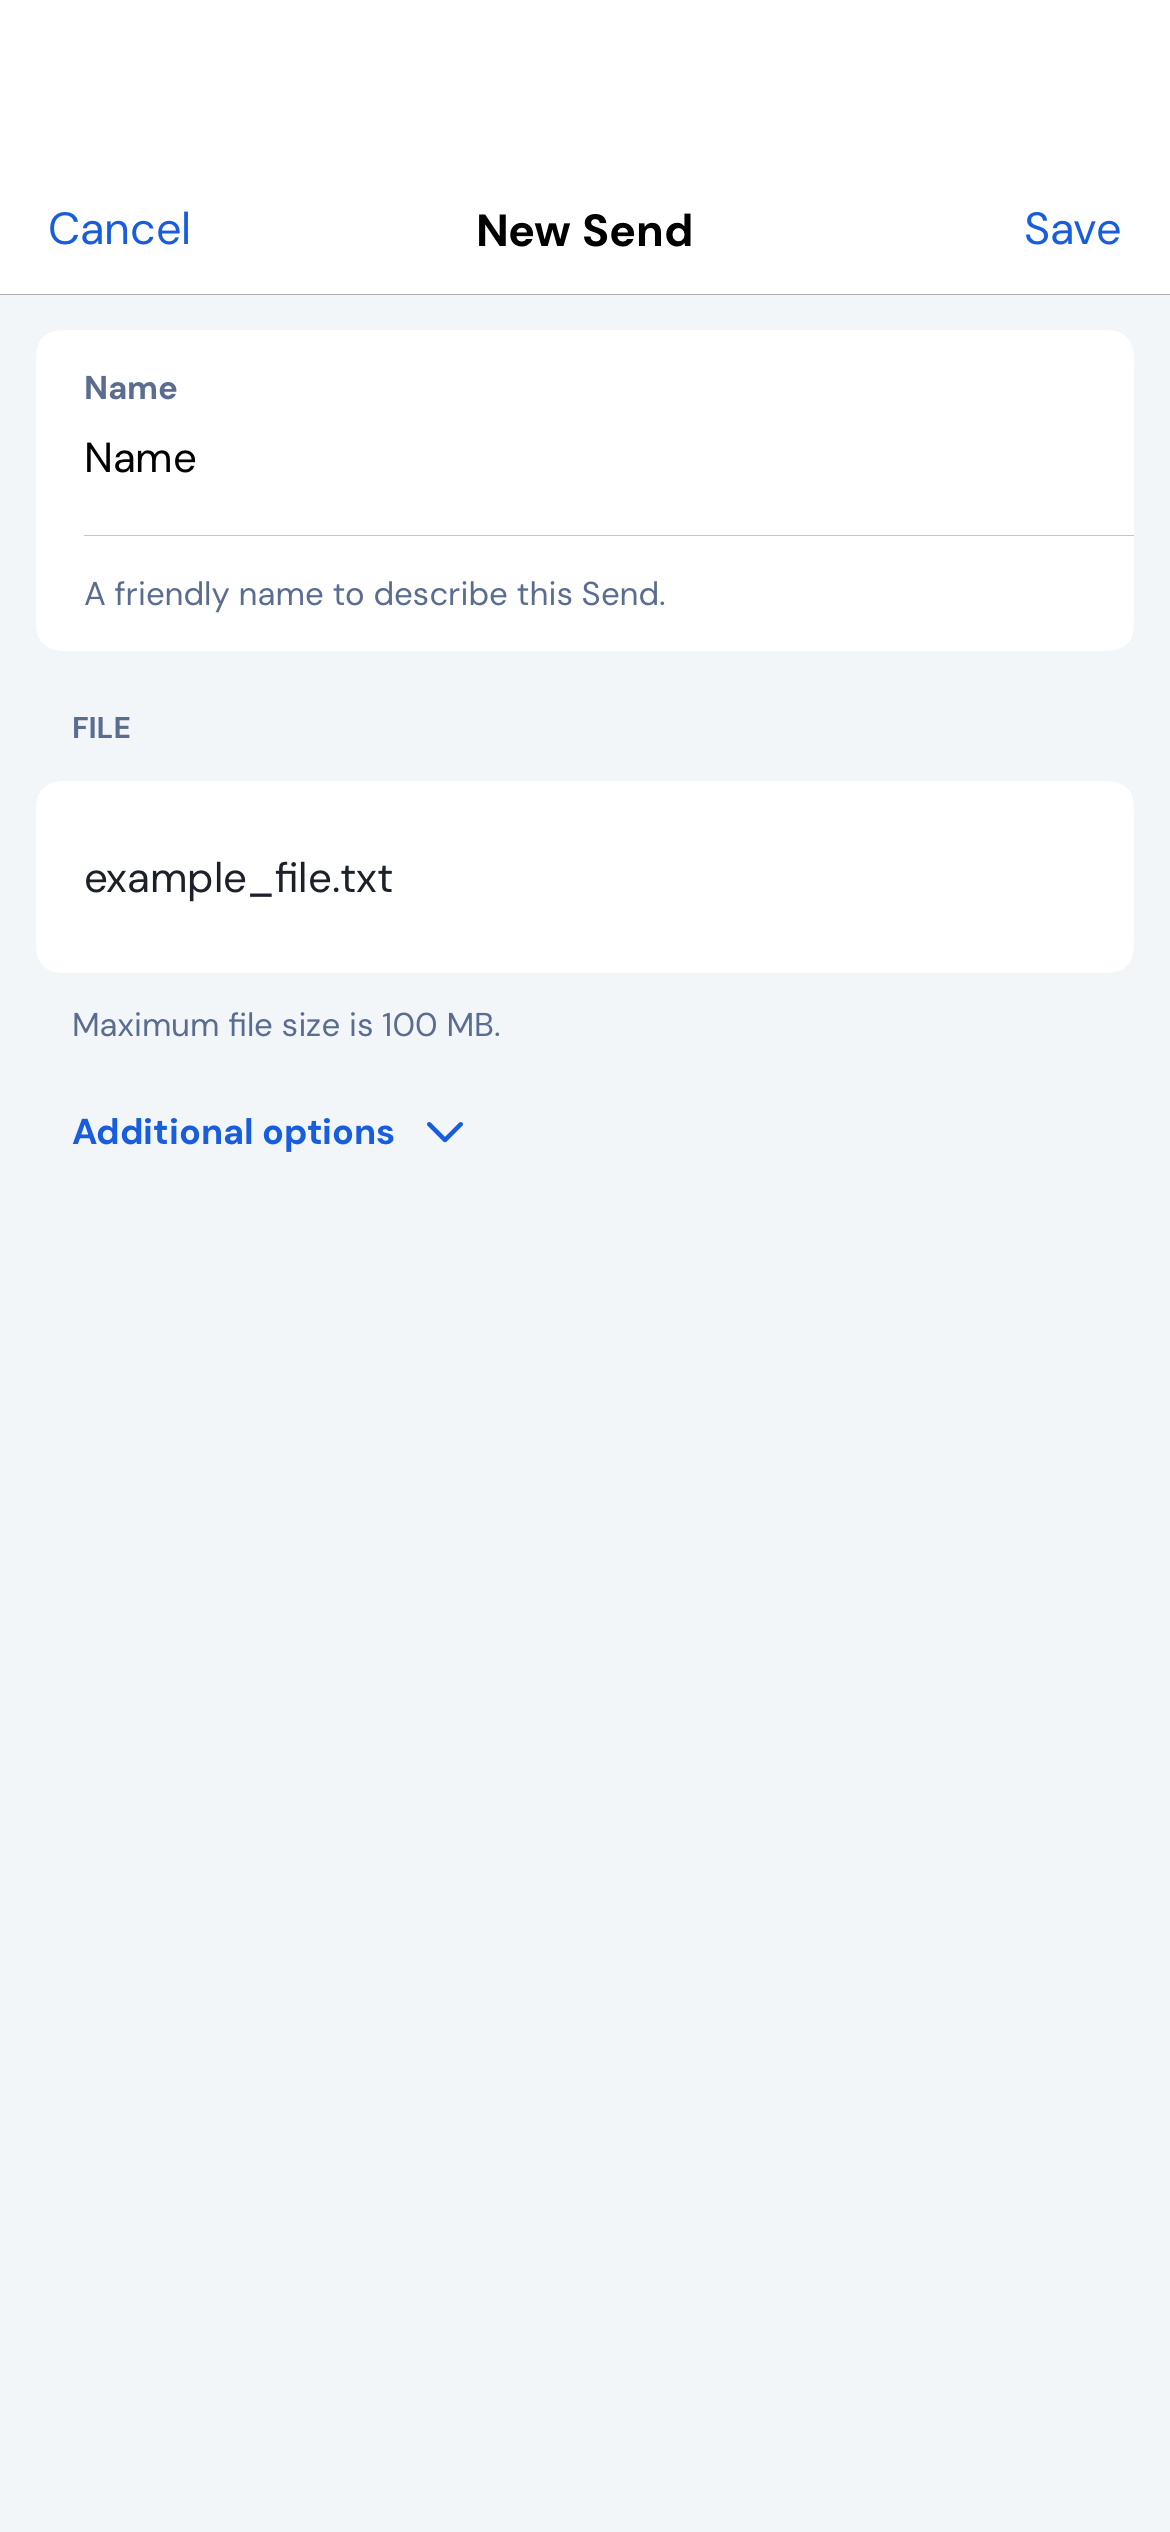 Cancel
New Send
Save
Name
Name
A friendly name to describe this Send.
FILE
example_file.txt
Maximum file size is 100 MB.
Additional options